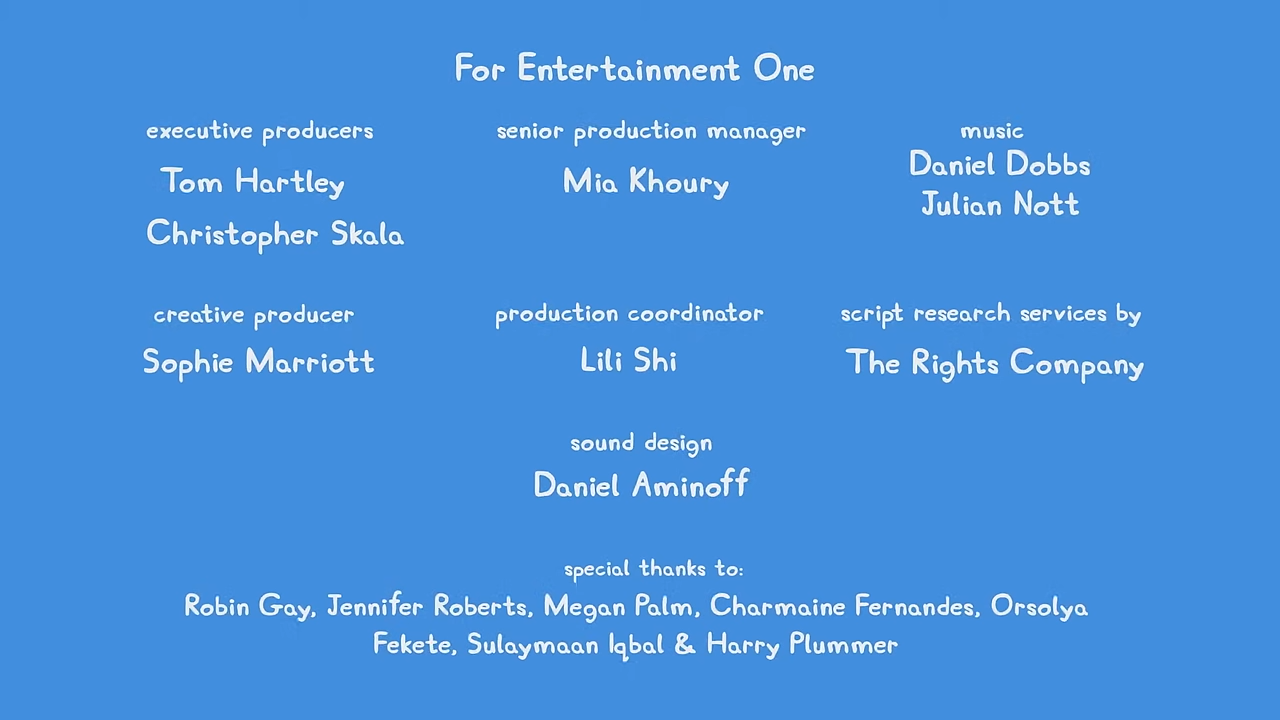 For Entertainment One
executive producers
Tom Hartley
Christopher Skala
senior production manager
Mia Khoury
music
Daniel Dobbs
Julian Nott
creative producer
Sophie Marriott
production coordinator
Lili Shi
script research services by
The Rights Company
sound design
Daniel Aminoff
special thanks to:
Robin Gay, Jennifer Roberts, Megan Palm, Charmaine Fernandes, Orsolya
Fekete, Sulaymaan Iqbal & Harry Plummer